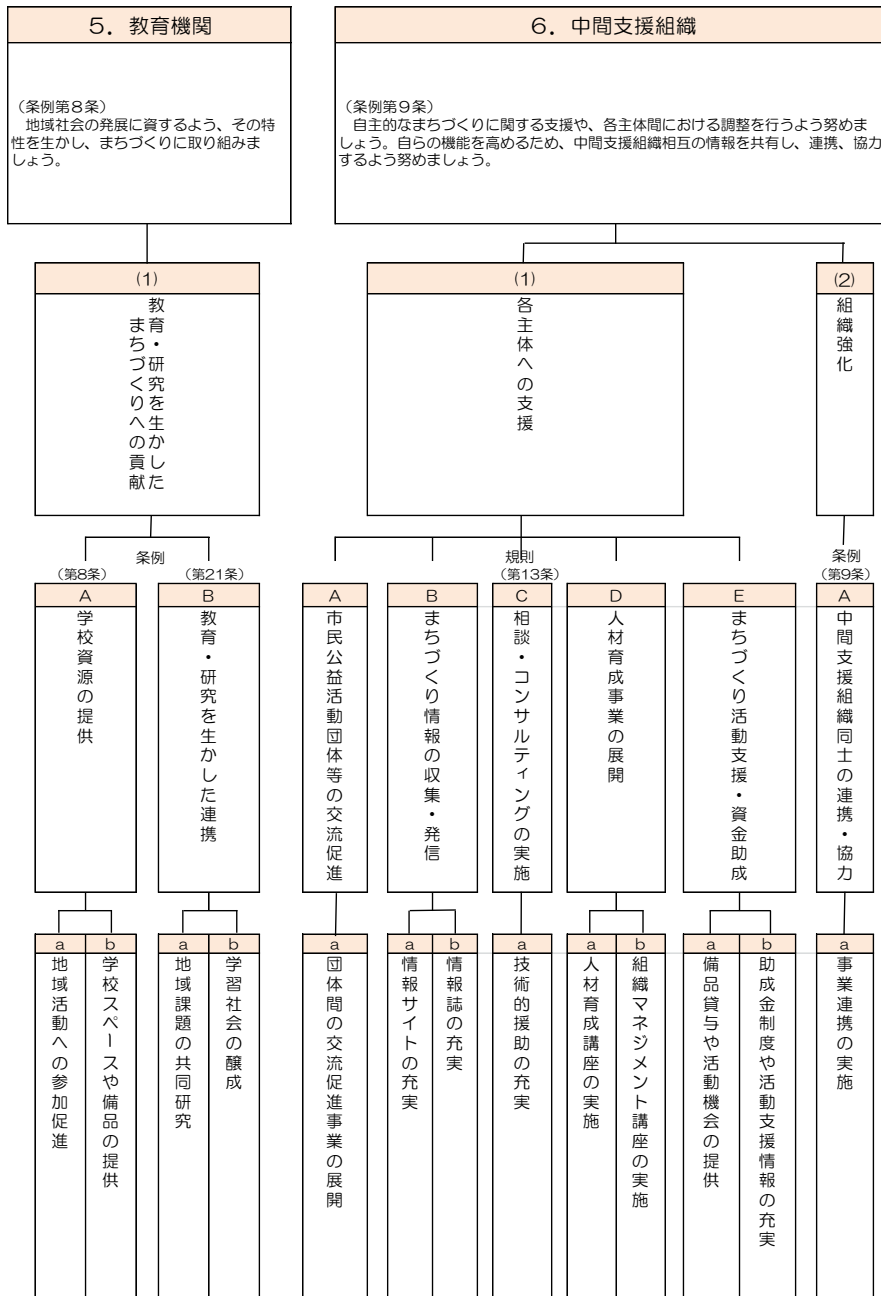 5．教育機関
（条例第8条）
　地域社会の発展に資するよう、その特
性を生かし、まちづくりに取り組みま
しょう。
6．中間支援組織
（条例第9条）
　自主的なまちづくりに関する支援や、各主体間における調整を行うよう努めま
しょう。自らの機能を高めるため、中間支援組織相互の情報を共有し、連携、協力
するよう努めましょう。
(1)
教育・研究を生かした
まちづくりへの貢献
(1)
各主体への支援
(2)
組織強化
条例
（第8条）
（第21条）
規則
（第13条）
条例
（第9条）
A
学校資源の提供
B
教育・研究を生かした連携
A
市民公益活動団体等の交流促進
B
まちづくり情報の収集・発信
C
相談・コンサルティングの実施
D
人材育成事業の展開
E
まちづくり活動支援・資金助成
A
中間支援組織同士の連携・協力
a
地域活動への参加促進
b
学校スペースや備品の提供
a
地域課題の共同研究
b
学習社会の醸成
a
団体間の交流促進事業の展開
a
情報サイトの充実
b
情報誌の充実
a
技術的援助の充実
a
人材育成講座の実施
b
組織マネジメント講座の実施
a
備品貸与や活動機会の提供
b
助成金制度や活動支援情報の充実
a
事業連携の実施